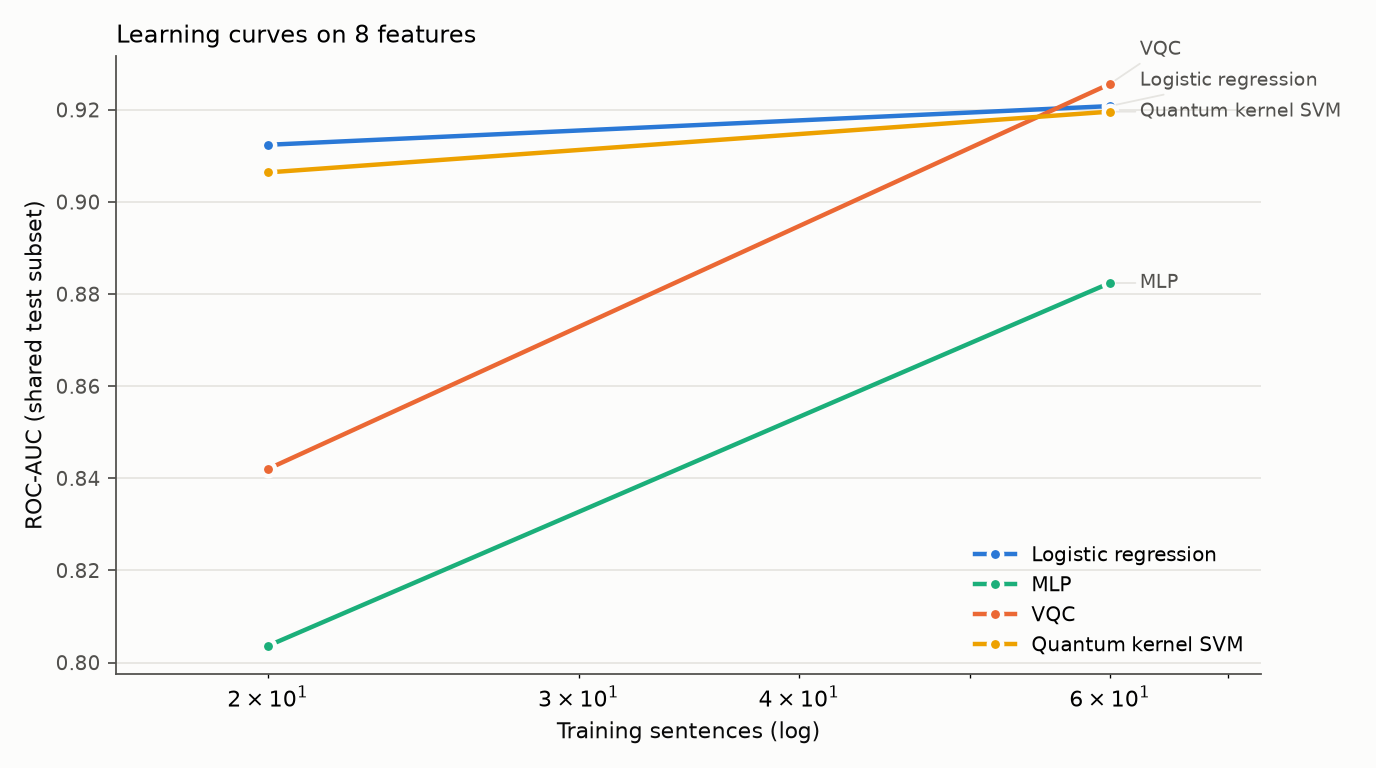 Learning curves on 8 features
VQC
Logistic regression
Quantum kernel SVM
MLP
ROC-AUC (shared test subset)
0.92
0.90
0.88
0.86
0.84
0.82
0.80
Logistic regression
MLP
VQC
Quantum kernel SVM
2 × 10¹
3 × 10¹
4 × 10¹
6 × 10¹
Training sentences (log)